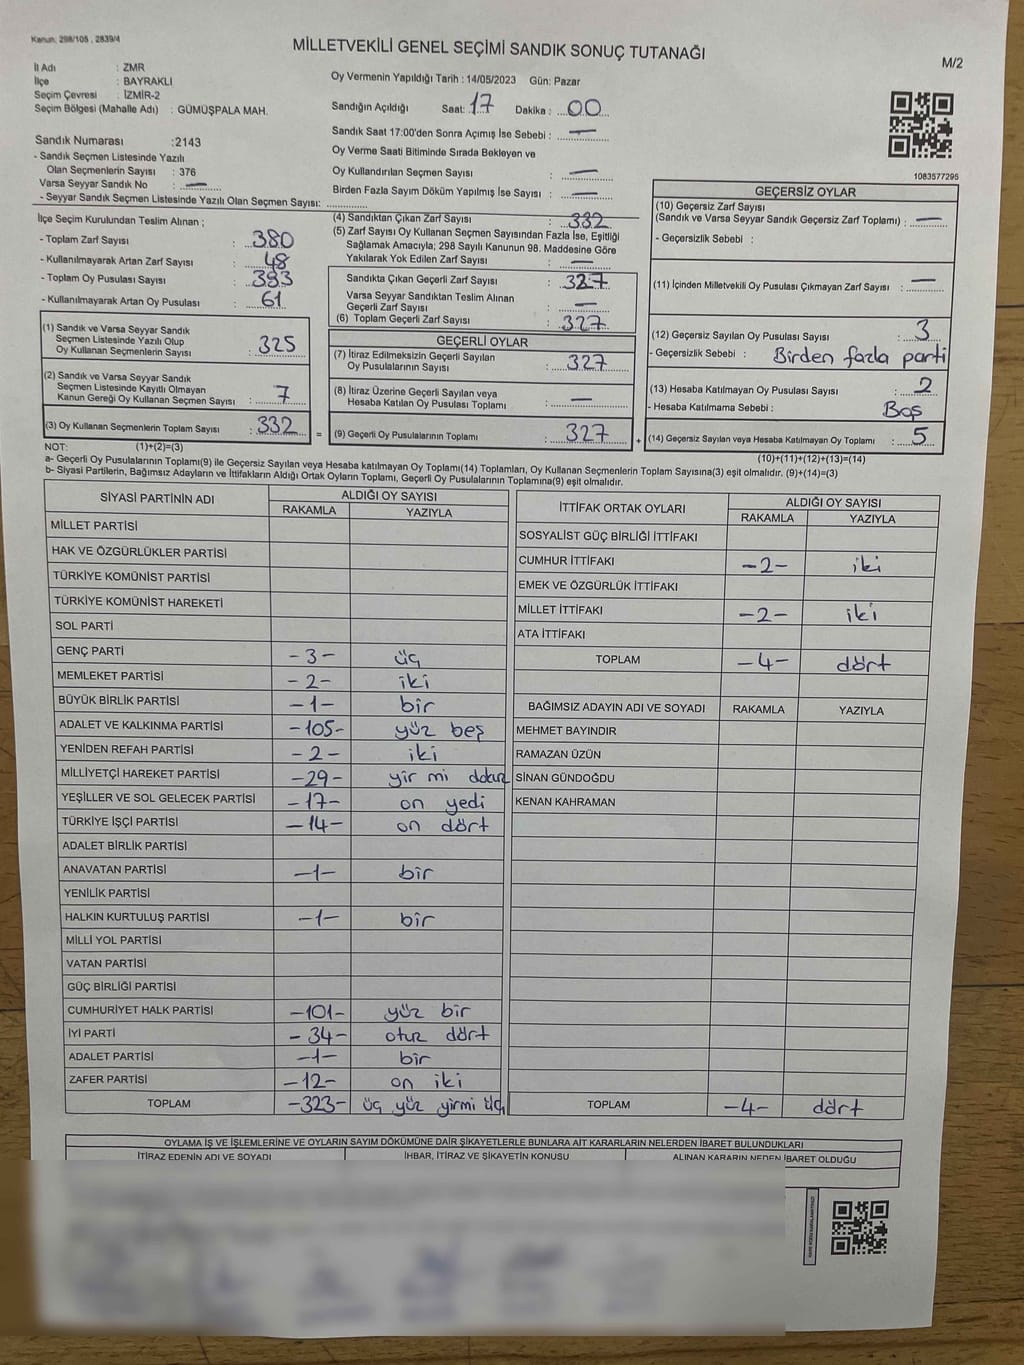 Kanun: 298/105 , 2839/4
MİLLETVEKİLİ GENEL SEÇİMİ SANDIK SONUÇ TUTANAĞI
M/2
İl Adı : ZMR
İlçe : BAYRAKLI
Seçim Çevresi : İZMİR-2
Seçim Bölgesi (Mahalle Adı) : GÜMÜŞPALA MAH.
Oy Vermenin Yapıldığı Tarih : 14/05/2023 Gün: Pazar
Sandığın Açıldığı Saat: 17 Dakika : 00
Sandık Saat 17:00'den Sonra Açımış İse Sebebi : —
Oy Verme Saati Bitiminde Sırada Bekleyen ve
Oy Kullandırılan Seçmen Sayısı : —
Birden Fazla Sayım Döküm Yapılmış İse Sayısı : —
1083577295
Sandık Numarası :2143
- Sandık Seçmen Listesinde Yazılı
Olan Seçmenlerin Sayısı : 376
Varsa Seyyar Sandık No : —
- Seyyar Sandık Seçmen Listesinde Yazılı Olan Seçmen Sayısı:
İlçe Seçim Kurulundan Teslim Alınan ;
- Toplam Zarf Sayısı : 380
- Kullanılmayarak Artan Zarf Sayısı : 48
- Toplam Oy Pusulası Sayısı : 393
- Kullanılmayarak Artan Oy Pusulası : 61
(1) Sandık ve Varsa Seyyar Sandık
Seçmen Listesinde Yazılı Olup
Oy Kullanan Seçmenlerin Sayısı : 325
(2) Sandık ve Varsa Seyyar Sandık
Seçmen Listesinde Kayıtlı Olmayan
Kanun Gereği Oy Kullanan Seçmen Sayısı : 7
(3) Oy Kullanan Seçmenlerin Toplam Sayısı : 332
(4) Sandıktan Çıkan Zarf Sayısı : 332
(5) Zarf Sayısı Oy Kullanan Seçmen Sayısından Fazla İse, Eşitliği
Sağlamak Amacıyla; 298 Sayılı Kanunun 98. Maddesine Göre
Yakılarak Yok Edilen Zarf Sayısı : —
Sandıkta Çıkan Geçerli Zarf Sayısı : 327
Varsa Seyyar Sandıktan Teslim Alınan
Geçerli Zarf Sayısı : —
(6) Toplam Geçerli Zarf Sayısı : 327
GEÇERLİ OYLAR
(7) İtiraz Edilmeksizin Geçerli Sayılan
Oy Pusulalarının Sayısı : 327
(8) İtiraz Üzerine Geçerli Sayılan veya
Hesaba Katılan Oy Pusulası Toplamı : —
= (9) Geçerli Oy Pusulalarının Toplamı : 327 +
GEÇERSİZ OYLAR
(10) Geçersiz Zarf Sayısı
(Sandık ve Varsa Seyyar Sandık Geçersiz Zarf Toplamı) : —
- Geçersizlik Sebebi :
(11) İçinden Milletvekili Oy Pusulası Çıkmayan Zarf Sayısı : —
(12) Geçersiz Sayılan Oy Pusulası Sayısı : 3
- Geçersizlik Sebebi : Birden fazla parti
(13) Hesaba Katılmayan Oy Pusulası Sayısı : 2
- Hesaba Katılmama Sebebi : Boş
(14) Geçersiz Sayılan veya Hesaba Katılmayan Oy Toplamı : 5
NOT: (1)+(2)=(3)
(10)+(11)+(12)+(13)=(14)
a- Geçerli Oy Pusulalarının Toplamı(9) ile Geçersiz Sayılan veya Hesaba katılmayan Oy Toplamı(14) Toplamları, Oy Kullanan Seçmenlerin Toplam Sayısına(3) eşit olmalıdır. (9)+(14)=(3)
b- Siyasi Partilerin, Bağımsız Adayların ve İttifakların Aldığı Ortak Oyların Toplamı, Geçerli Oy Pusulalarının Toplamına(9) eşit olmalıdır.
SİYASİ PARTİNİN ADI ALDIĞI OY SAYISI
RAKAMLA YAZIYLA
MİLLET PARTİSİ
HAK VE ÖZGÜRLÜKLER PARTİSİ
TÜRKİYE KOMÜNİST PARTİSİ
TÜRKİYE KOMÜNİST HAREKETİ
SOL PARTİ
GENÇ PARTİ -3- üç
MEMLEKET PARTİSİ -2- iki
BÜYÜK BİRLİK PARTİSİ -1- bir
ADALET VE KALKINMA PARTİSİ -105- yüz beş
YENİDEN REFAH PARTİSİ -2- iki
MİLLİYETÇİ HAREKET PARTİSİ -29- yir mi dokuz
YEŞİLLER VE SOL GELECEK PARTİSİ -17- on yedi
TÜRKİYE İŞÇİ PARTİSİ -14- on dört
ADALET BİRLİK PARTİSİ
ANAVATAN PARTİSİ -1- bir
YENİLİK PARTİSİ
HALKIN KURTULUŞ PARTİSİ -1- bir
MİLLİ YOL PARTİSİ
VATAN PARTİSİ
GÜÇ BİRLİĞİ PARTİSİ
CUMHURİYET HALK PARTİSİ -101- yüz bir
İYİ PARTİ -34- otuz dört
ADALET PARTİSİ -1- bir
ZAFER PARTİSİ -12- on iki
TOPLAM -323- üç yüz yirmi üç
İTTİFAK ORTAK OYLARI ALDIĞI OY SAYISI
RAKAMLA YAZIYLA
SOSYALİST GÜÇ BİRLİĞİ İTTİFAKI
CUMHUR İTTİFAKI -2- iki
EMEK VE ÖZGÜRLÜK İTTİFAKI
MİLLET İTTİFAKI -2- iki
ATA İTTİFAKI
TOPLAM -4- dört
BAĞIMSIZ ADAYIN ADI VE SOYADI RAKAMLA YAZIYLA
MEHMET BAYINDIR
RAMAZAN ÜZÜN
SİNAN GÜNDOĞDU
KENAN KAHRAMAN
TOPLAM -4- dört
OYLAMA İŞ VE İŞLEMLERİNE VE OYLARIN SAYIM DÖKÜMÜNE DAİR ŞİKAYETLERLE BUNLARA AİT KARARLARIN NELERDEN İBARET BULUNDUKLARI
İTİRAZ EDENİN ADI VE SOYADI İHBAR, İTİRAZ VE ŞİKAYETİN KONUSU ALINAN KARARIN NEDEN İBARET OLDUĞU